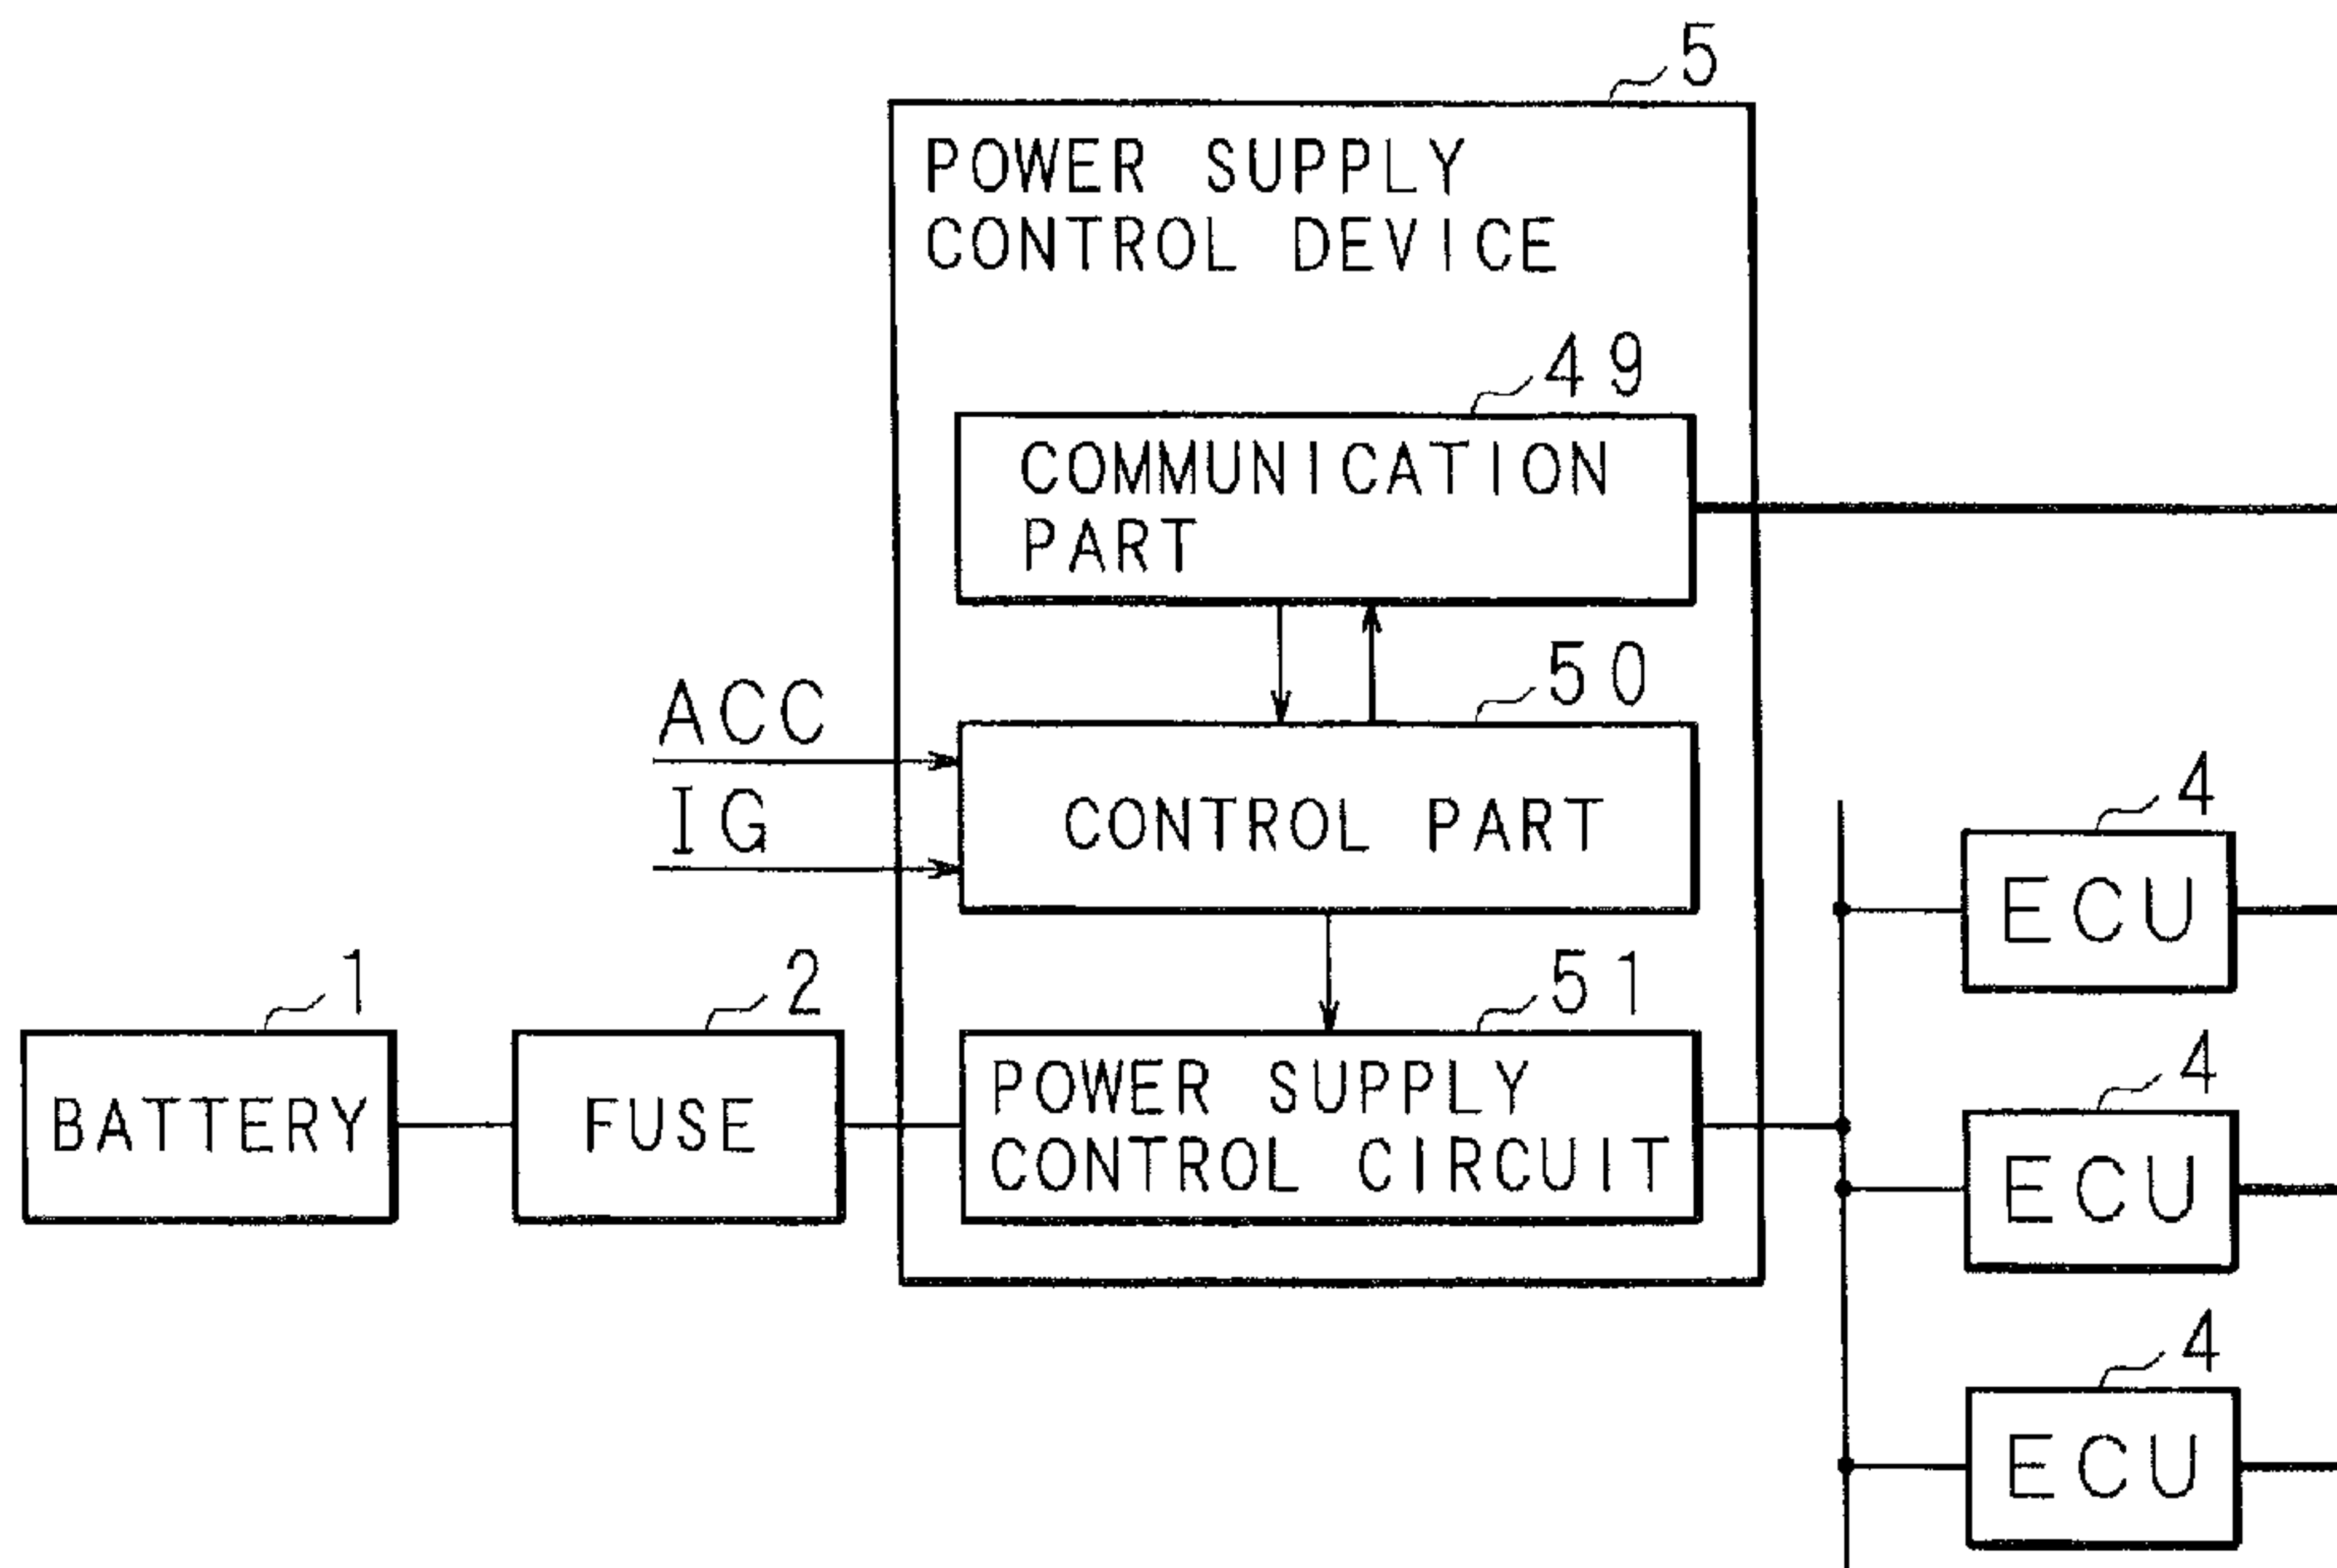 5
POWER SUPPLY
CONTROL DEVICE
49
COMMUNICATION
PART
50
ACC
IG
CONTROL PART
4
ECU
1
2
51
BATTERY
FUSE
POWER SUPPLY
CONTROL CIRCUIT
4
ECU
4
ECU